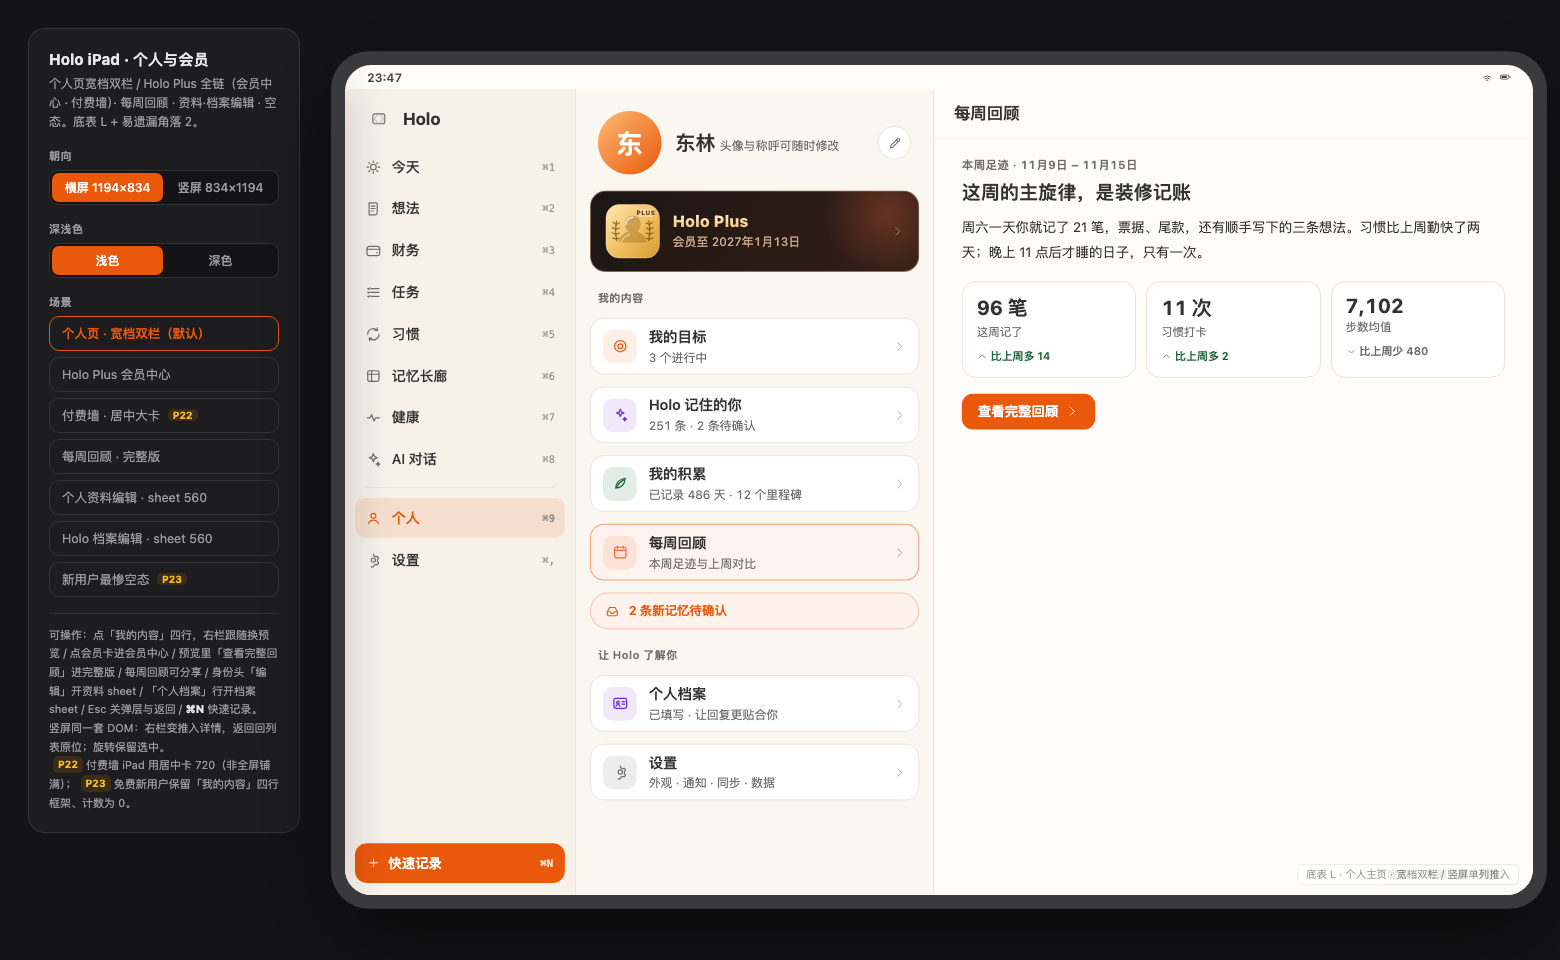 Holo iPad · 个人与会员
个人页宽档双栏 / Holo Plus 全链（会员中
心 · 付费墙）· 每周回顾 · 资料·档案编辑 · 空
态。底表 L + 易遗漏角落 2。
朝向
横屏 1194×834
竖屏 834×1194
深浅色
浅色
深色
场景
个人页 · 宽档双栏（默认）
Holo Plus 会员中心
付费墙 · 居中大卡 P22
每周回顾 · 完整版
个人资料编辑 · sheet 560
Holo 档案编辑 · sheet 560
新用户最惨空态 P23
可操作：点「我的内容」四行，右栏跟随换预
览 / 点会员卡进会员中心 / 预览里「查看完整回
顾」进完整版 / 每周回顾可分享 / 身份头「编
辑」开资料 sheet / 「个人档案」行开档案
sheet / Esc 关弹层与返回 / ⌘N 快速记录。
竖屏同一套 DOM：右栏变推入详情，返回回列
表原位；旋转保留选中。
P22 付费墙 iPad 用居中卡 720（非全屏铺
满）； P23 免费新用户保留「我的内容」四行
框架、计数为 0。
23:47
Holo
今天 ⌘1
想法 ⌘2
财务 ⌘3
任务 ⌘4
习惯 ⌘5
记忆长廊 ⌘6
健康 ⌘7
AI 对话 ⌘8
个人 ⌘9
设置 ⌘,
快速记录 ⌘N
东
东林 头像与称呼可随时修改
PLUS
Holo Plus
会员至 2027年1月13日
我的内容
我的目标
3 个进行中
Holo 记住的你
251 条 · 2 条待确认
我的积累
已记录 486 天 · 12 个里程碑
每周回顾
本周足迹与上周对比
2 条新记忆待确认
让 Holo 了解你
个人档案
已填写 · 让回复更贴合你
设置
外观 · 通知 · 同步 · 数据
每周回顾
本周足迹 · 11月9日 – 11月15日
这周的主旋律，是装修记账
周六一天你就记了 21 笔，票据、尾款，还有顺手写下的三条想法。习惯比上周勤快了两
天；晚上 11 点后才睡的日子，只有一次。
96 笔
这周记了
比上周多 14
11 次
习惯打卡
比上周多 2
7,102
步数均值
比上周少 480
查看完整回顾
底表 L · 个人主页 宽档双栏 / 竖屏单列推入